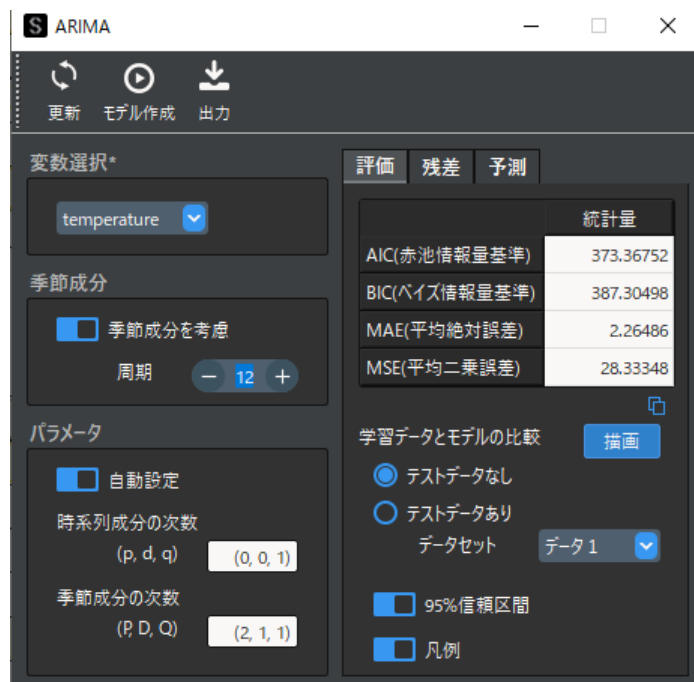 S ARIMA
更新 モデル作成 出力
変数選択*
temperature
季節成分
季節成分を考慮
周期 － 12 ＋
パラメータ
自動設定
時系列成分の次数
(p, d, q) (0, 0, 1)
季節成分の次数
(P, D, Q) (2, 1, 1)
評価 残差 予測
統計量
AIC(赤池情報量基準) 373.36752
BIC(ベイズ情報量基準) 387.30498
MAE(平均絶対誤差) 2.26486
MSE(平均二乗誤差) 28.33348
学習データとモデルの比較 描画
テストデータなし
テストデータあり
データセット データ 1
95%信頼区間
凡例